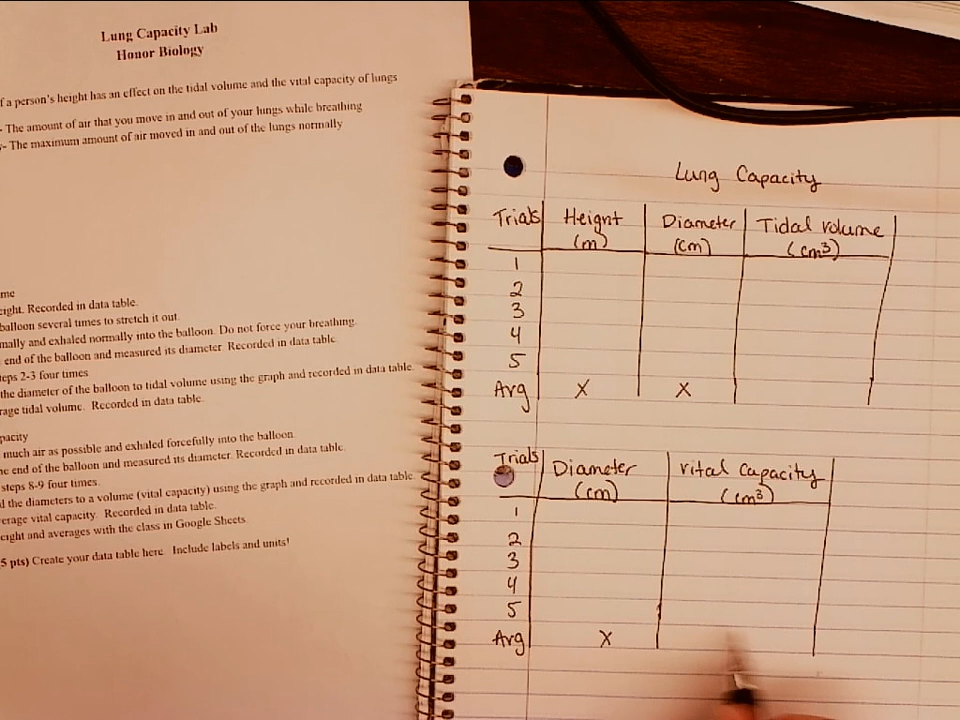 Lung Capacity Lab
Honor Biology
f a person's height has an effect on the tidal volume and the vital capacity of lungs
- The amount of air that you move in and out of your lungs while breathing
- The maximum amount of air moved in and out of the lungs normally
me
eight. Recorded in data table.
balloon several times to stretch it out.
mally and exhaled normally into the balloon. Do not force your breathing.
end of the balloon and measured its diameter. Recorded in data table.
teps 2-3 four times
the diameter of the balloon to tidal volume using the graph and recorded in data table.
rage tidal volume. Recorded in data table.
pacity
much air as possible and exhaled forcefully into the balloon.
ne end of the balloon and measured its diameter. Recorded in data table.
steps 8-9 four times.
d the diameters to a volume (vital capacity) using the graph and recorded in data table.
erage vital capacity. Recorded in data table.
eight and averages with the class in Google Sheets
5 pts) Create your data table here. Include labels and units!
Lung Capacity
Trials Height (m) Diameter (cm) Tidal volume (cm3)
1
2
3
4
5
Avg X X
Trials Diameter (cm) vital capacity (cm3)
1
2
3
4
5
Avg X